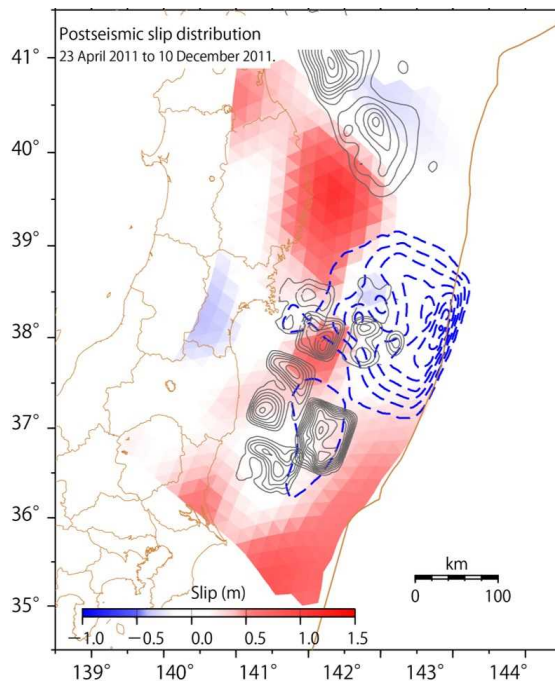 Postseismic slip distribution
23 April 2011 to 10 December 2011.
41°
40°
39°
38°
37°
36°
35°
km
0 100
Slip (m)
−1.0 −0.5 0.0 0.5 1.0 1.5
139° 140° 141° 142° 143° 144°